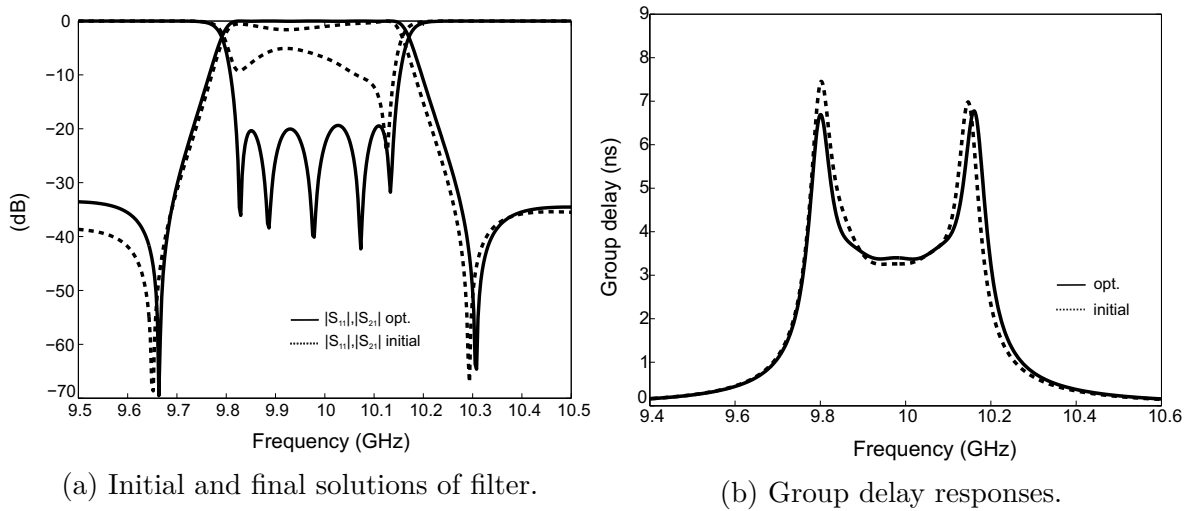 0
−10
−20
−30
−40
−50
−60
−70
(dB)
|S₁₁|,|S₂₁| opt.
|S₁₁|,|S₂₁| initial
9.5 9.6 9.7 9.8 9.9 10 10.1 10.2 10.3 10.4 10.5
Frequency (GHz)
(a) Initial and final solutions of filter.
9
8
7
6
5
4
3
2
1
0
Group delay (ns)
opt.
initial
9.4 9.6 9.8 10 10.2 10.4 10.6
Frequency (GHz)
(b) Group delay responses.